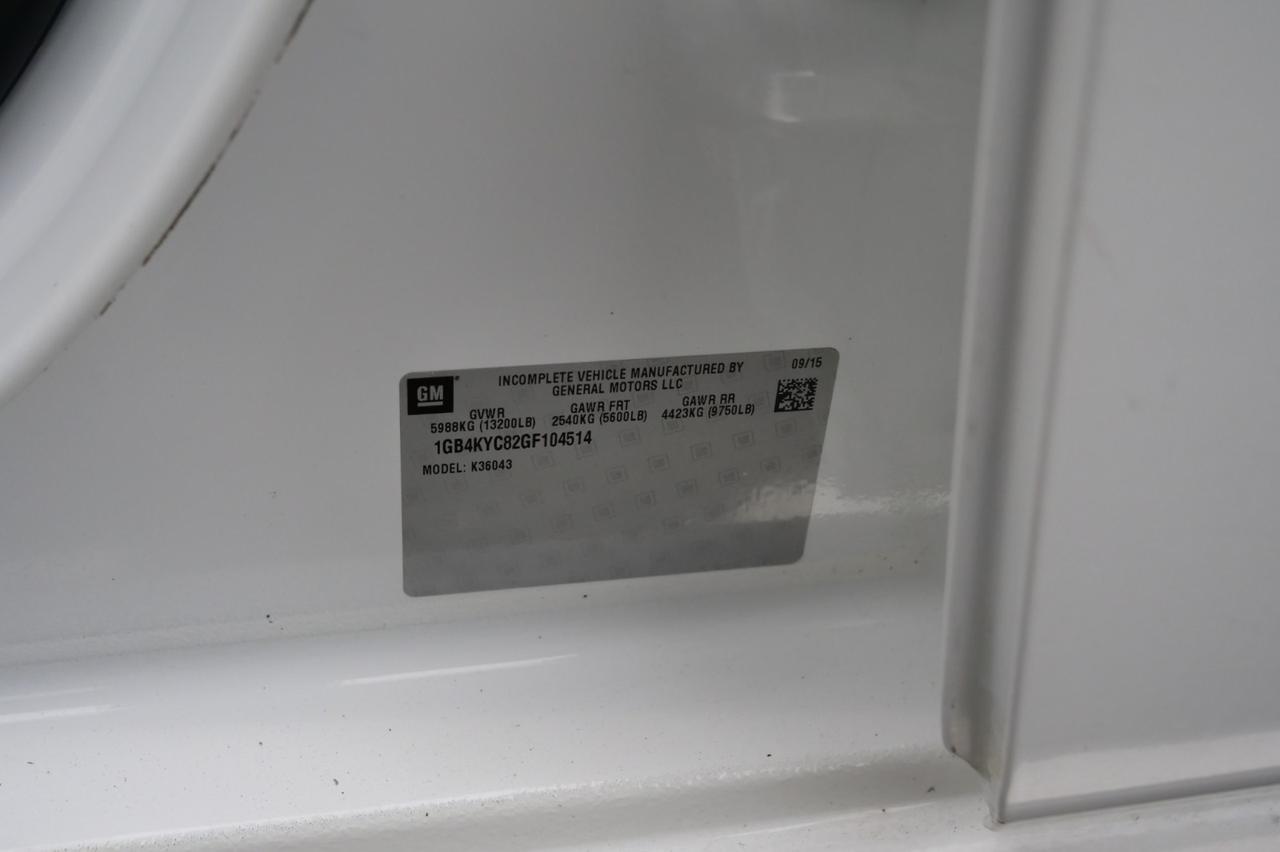 GM
INCOMPLETE VEHICLE MANUFACTURED BY
GENERAL MOTORS LLC
09/15
GVWR GAWR FRT GAWR RR
5988KG (13200LB) 2540KG (5600LB) 4423KG (9750LB)
1GB4KYC82GF104514
MODEL: K36043